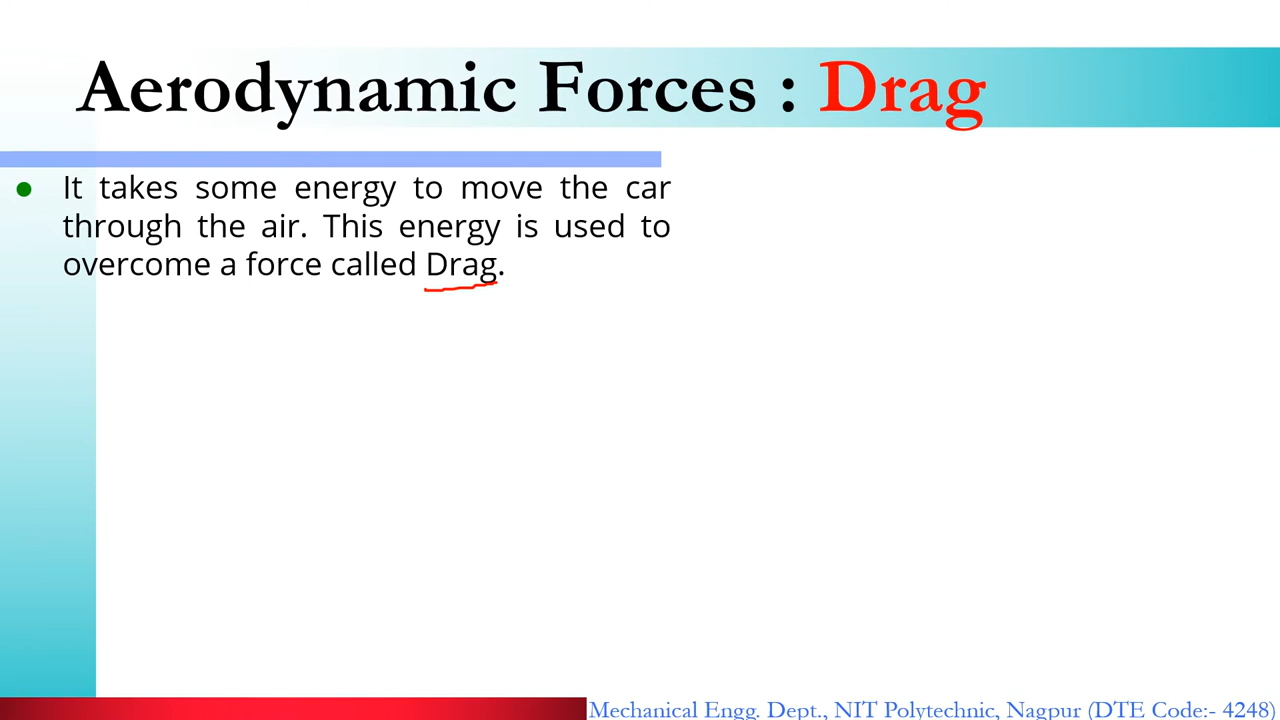 Aerodynamic Forces : Drag
It takes some energy to move the car
through the air. This energy is used to
overcome a force called Drag.
Mechanical Engg. Dept., NIT Polytechnic, Nagpur (DTE Code:- 4248)